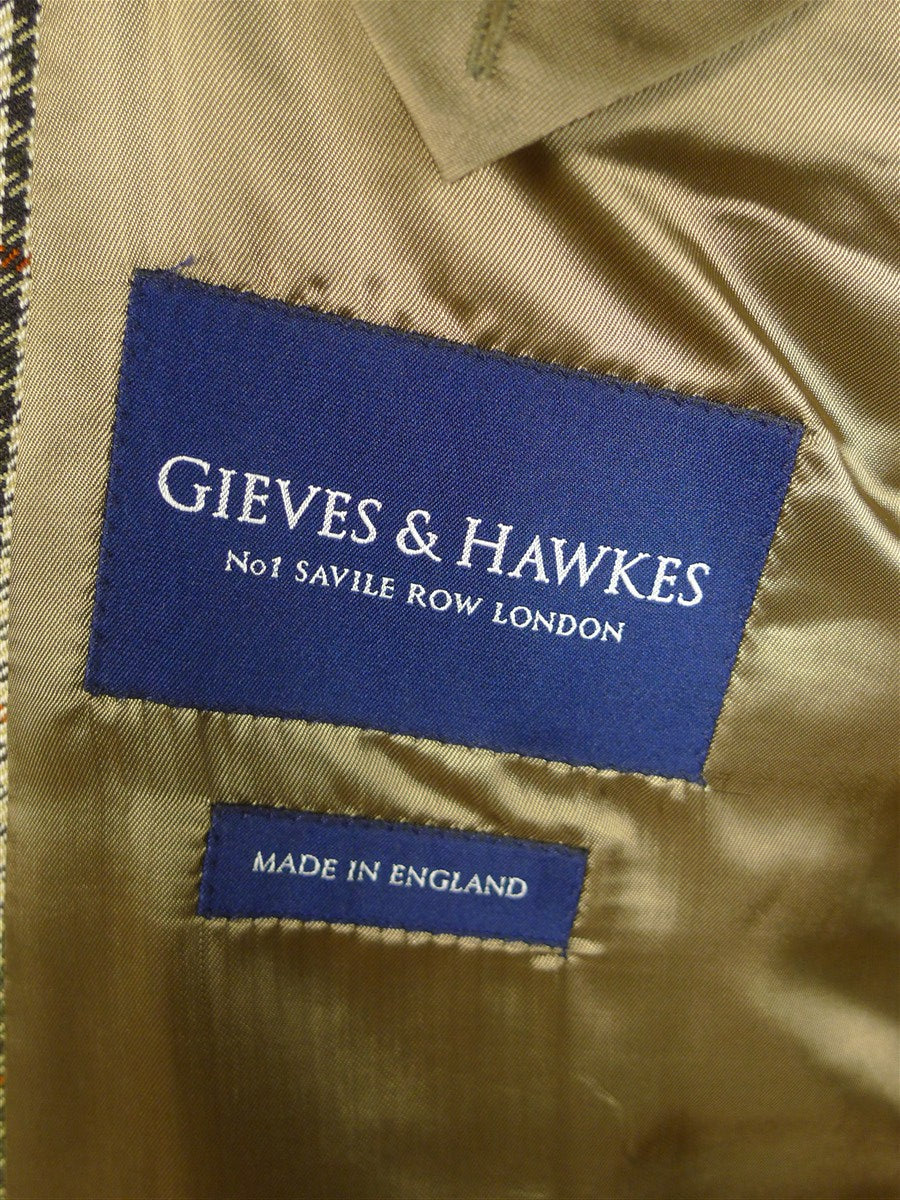 GIEVES & HAWKES
No1 SAVILE ROW LONDON
MADE IN ENGLAND